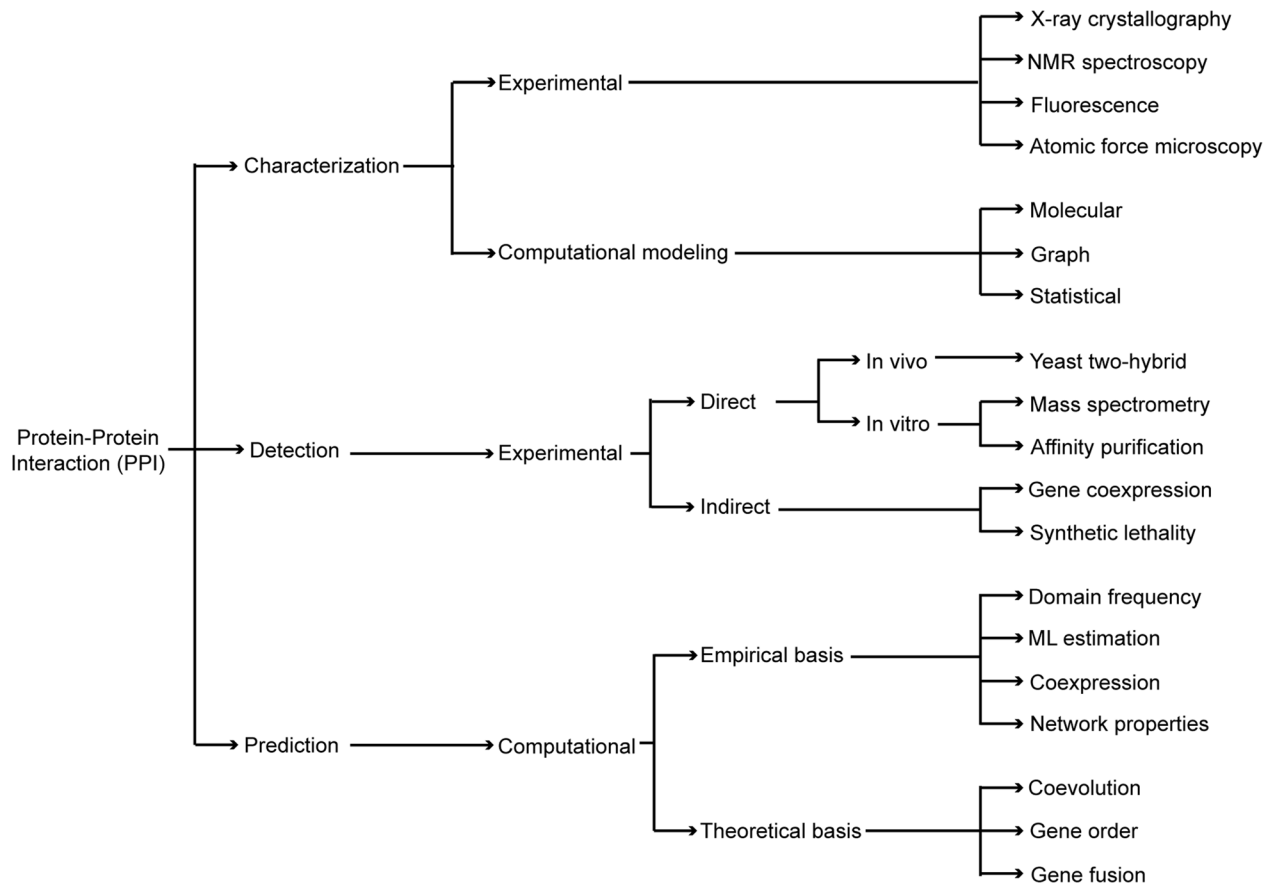 X-ray crystallography
NMR spectroscopy
Experimental
Fluorescence
Atomic force microscopy
Characterization
Molecular
Computational modeling
Graph
Statistical
In vivo
Yeast two-hybrid
Direct
Mass spectrometry
In vitro
Protein-Protein
Interaction (PPI)
Detection
Experimental
Affinity purification
Gene coexpression
Indirect
Synthetic lethality
Domain frequency
ML estimation
Empirical basis
Coexpression
Network properties
Prediction
Computational
Coevolution
Theoretical basis
Gene order
Gene fusion